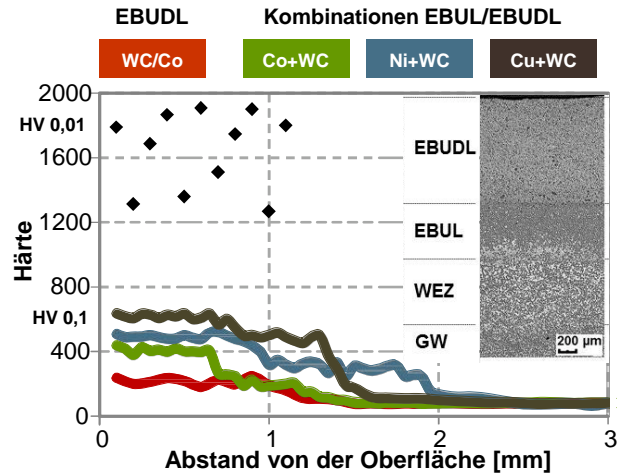 EBUDL
Kombinationen EBUL/EBUDL
WC/Co
Co+WC
Ni+WC
Cu+WC
Härte
2000
HV 0,01
1600
1200
800
HV 0,1
400
0
EBUDL
EBUL
WEZ
GW
200 µm
0
1
2
3
Abstand von der Oberfläche [mm]